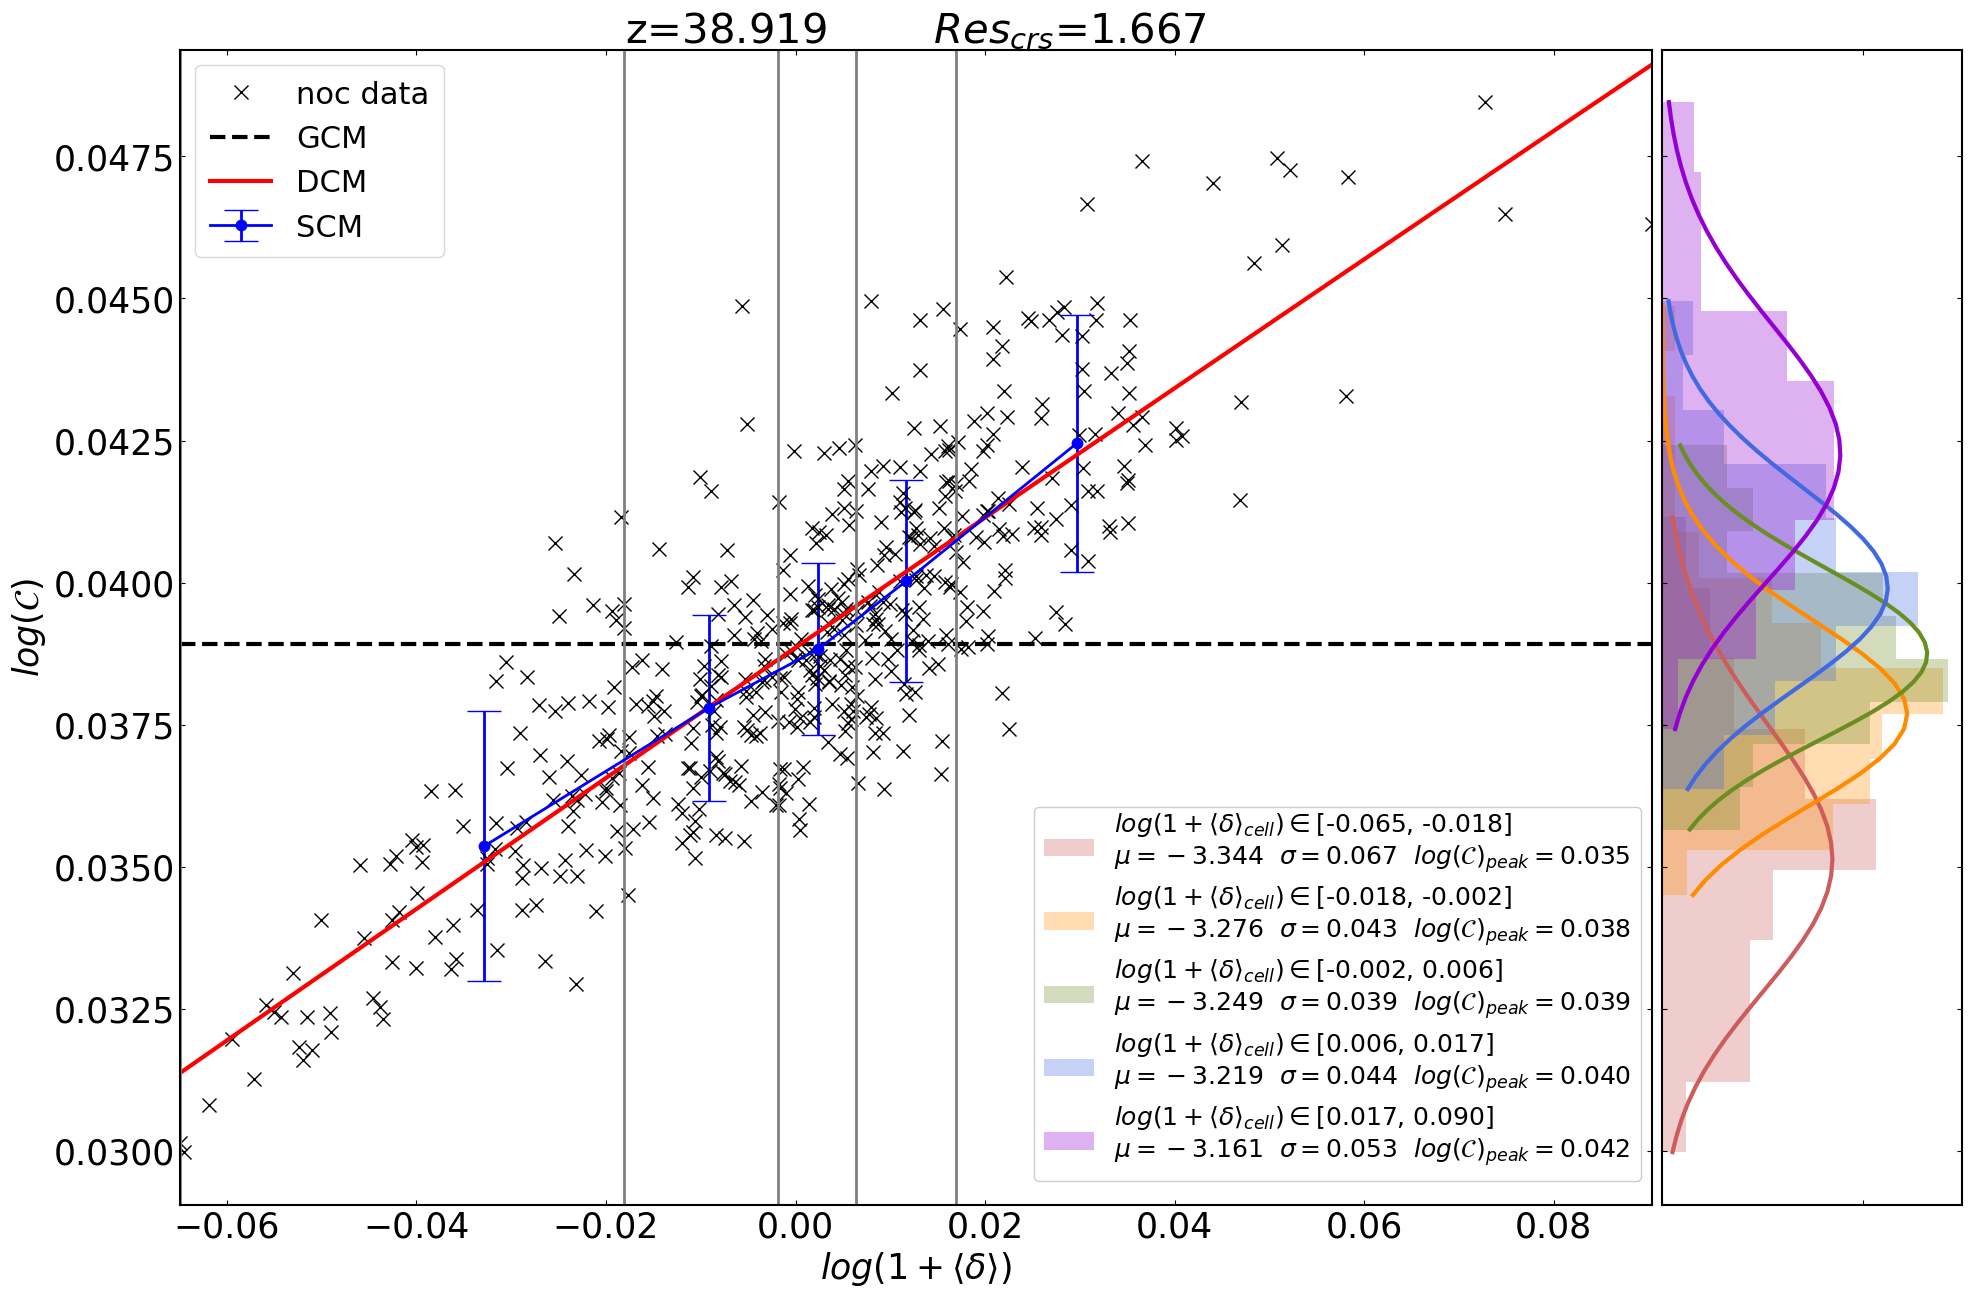 z=38.919 Res_crs=1.667
noc data
GCM
DCM
SCM
log(𝒞)
0.0475
0.0450
0.0425
0.0400
0.0375
0.0350
0.0325
0.0300
log(1 + ⟨δ⟩_cell) ∈ [-0.065, -0.018]
μ = −3.344 σ = 0.067 log(𝒞)_peak = 0.035
log(1 + ⟨δ⟩_cell) ∈ [-0.018, -0.002]
μ = −3.276 σ = 0.043 log(𝒞)_peak = 0.038
log(1 + ⟨δ⟩_cell) ∈ [-0.002, 0.006]
μ = −3.249 σ = 0.039 log(𝒞)_peak = 0.039
log(1 + ⟨δ⟩_cell) ∈ [0.006, 0.017]
μ = −3.219 σ = 0.044 log(𝒞)_peak = 0.040
log(1 + ⟨δ⟩_cell) ∈ [0.017, 0.090]
μ = −3.161 σ = 0.053 log(𝒞)_peak = 0.042
−0.06 −0.04 −0.02 0.00 0.02 0.04 0.06 0.08
log(1 + ⟨δ⟩)